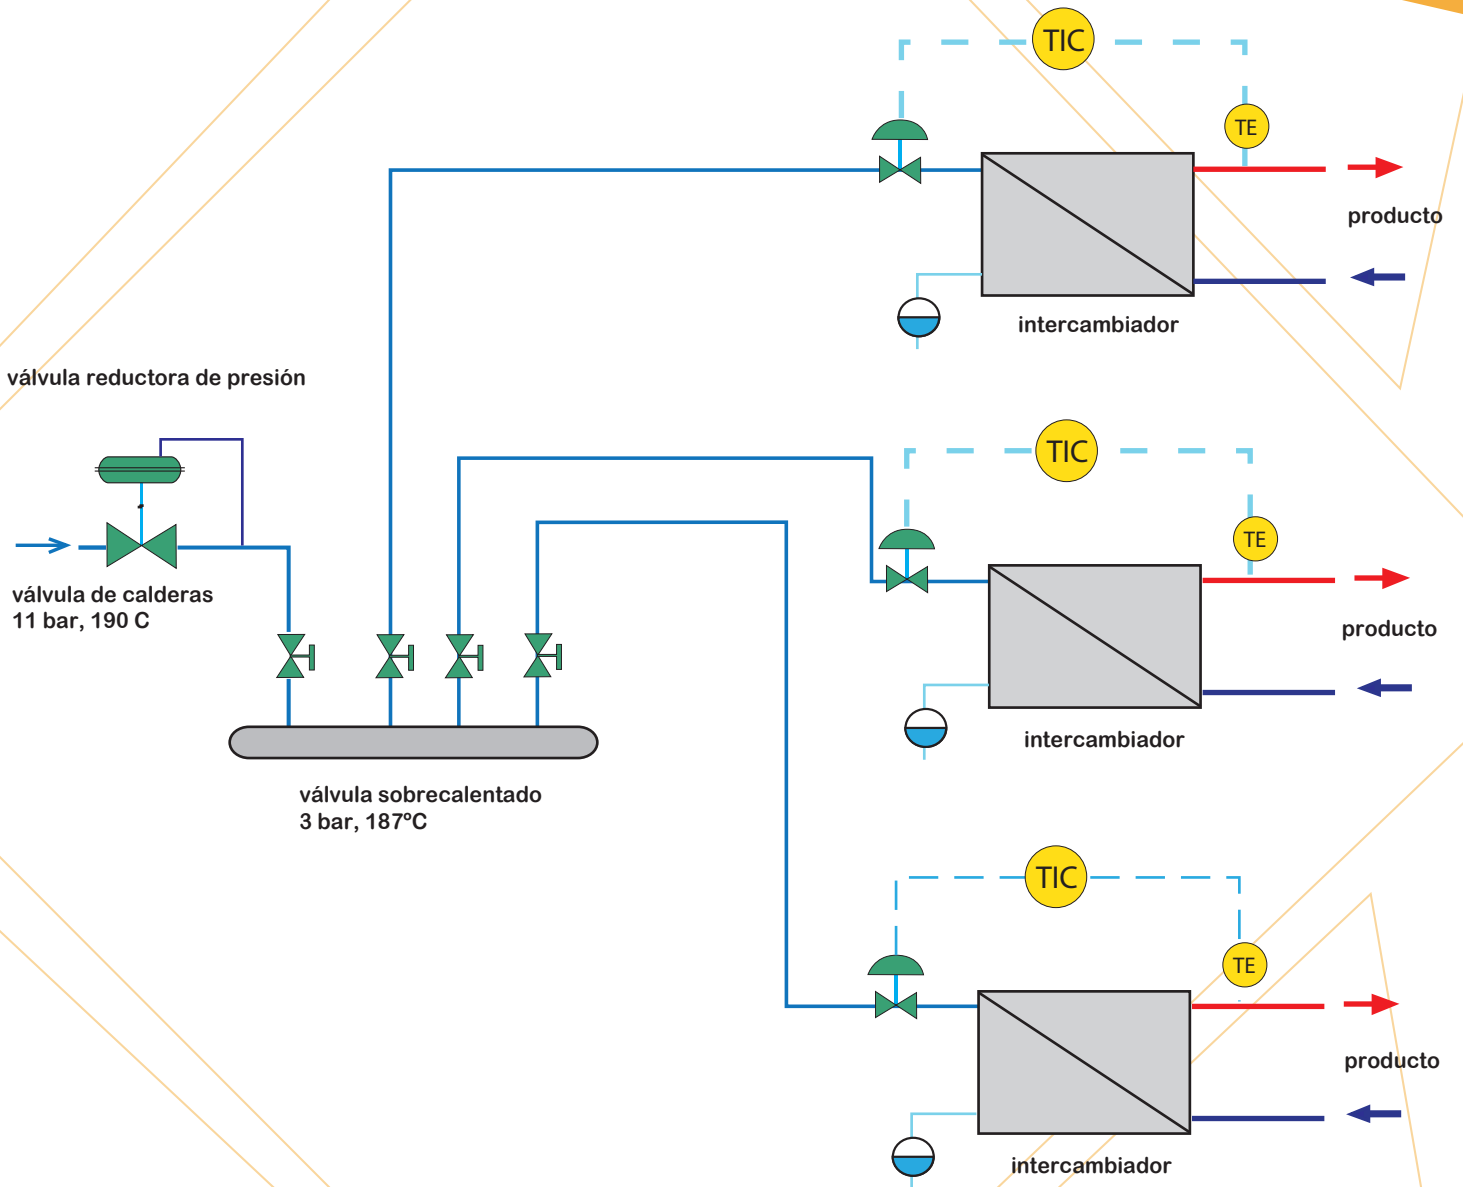 TIC
TE
producto
intercambiador
válvula reductora de presión
válvula de calderas
11 bar, 190 C
TIC
TE
producto
intercambiador
válvula sobrecalentado
3 bar, 187ºC
TIC
TE
producto
intercambiador